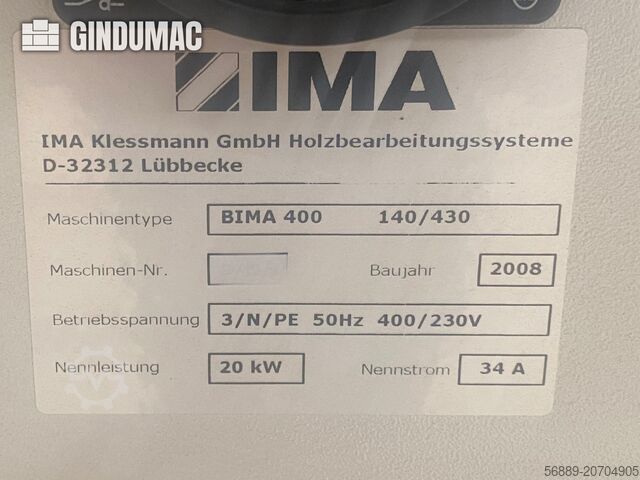 GINDUMAC
IMA
IMA Klessmann GmbH Holzbearbeitungssysteme
D-32312 Lübbecke
Maschinentype BIMA 400 140/430
Maschinen-Nr. Baujahr 2008
Betriebsspannung 3/N/PE 50Hz 400/230V
Nennleistung 20 kW Nennstrom 34 A
56889-20704905